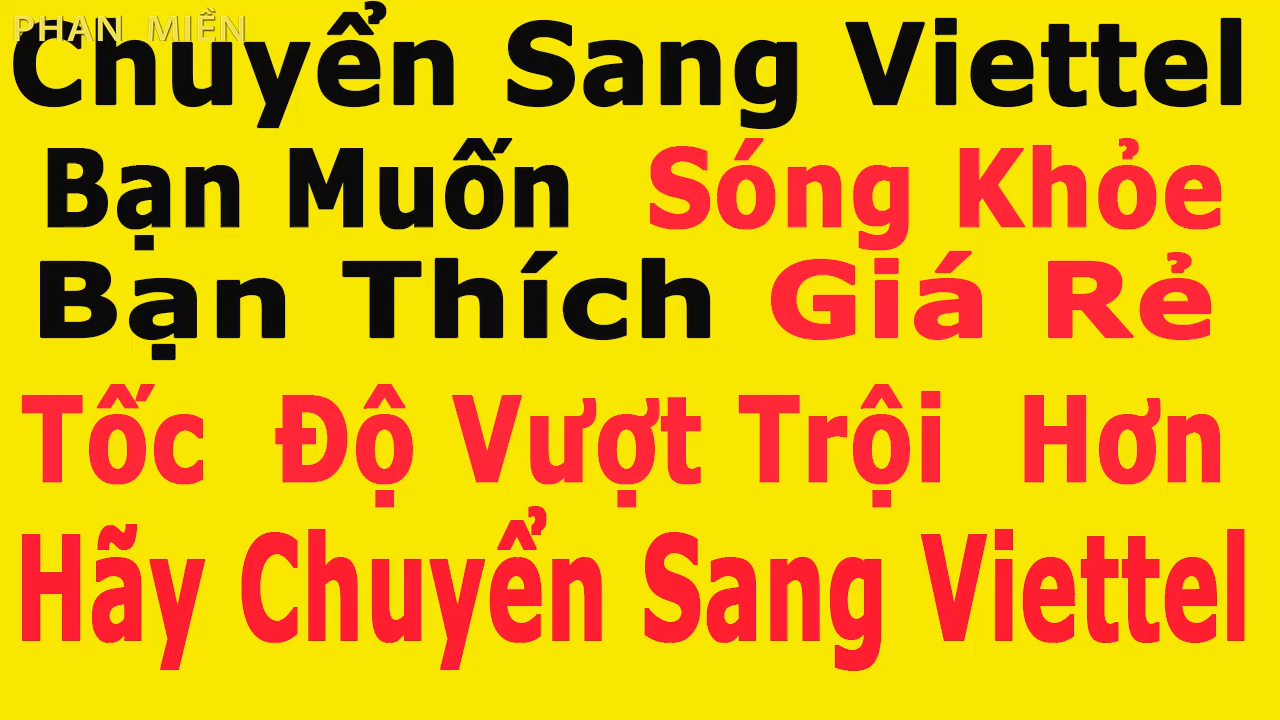 PHAN MIỀN
Chuyển Sang Viettel
Bạn Muốn Sóng Khỏe
Bạn Thích Giá Rẻ
Tốc Độ Vượt Trội Hơn
Hãy Chuyển Sang Viettel